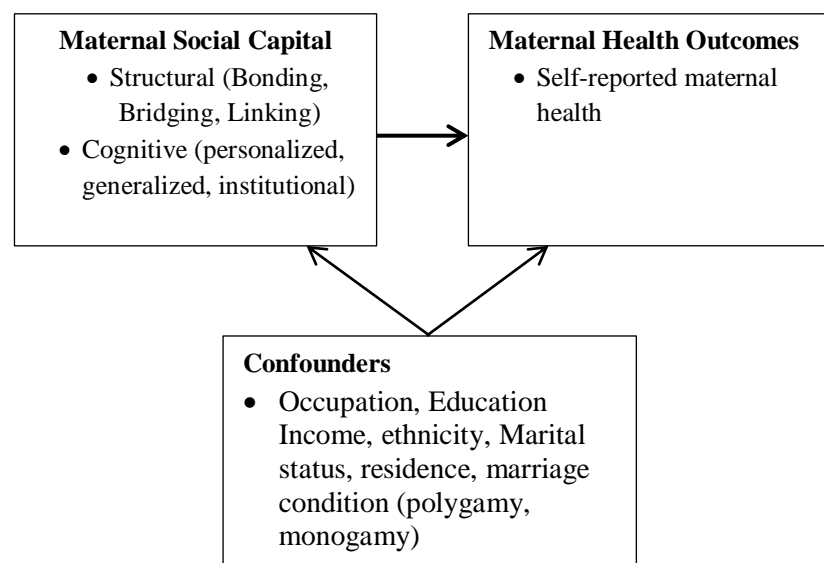 Maternal Social Capital
• Structural (Bonding,
Bridging, Linking)
• Cognitive (personalized,
generalized, institutional)
Maternal Health Outcomes
• Self-reported maternal
health
Confounders
• Occupation, Education
Income, ethnicity, Marital
status, residence, marriage
condition (polygamy,
monogamy)